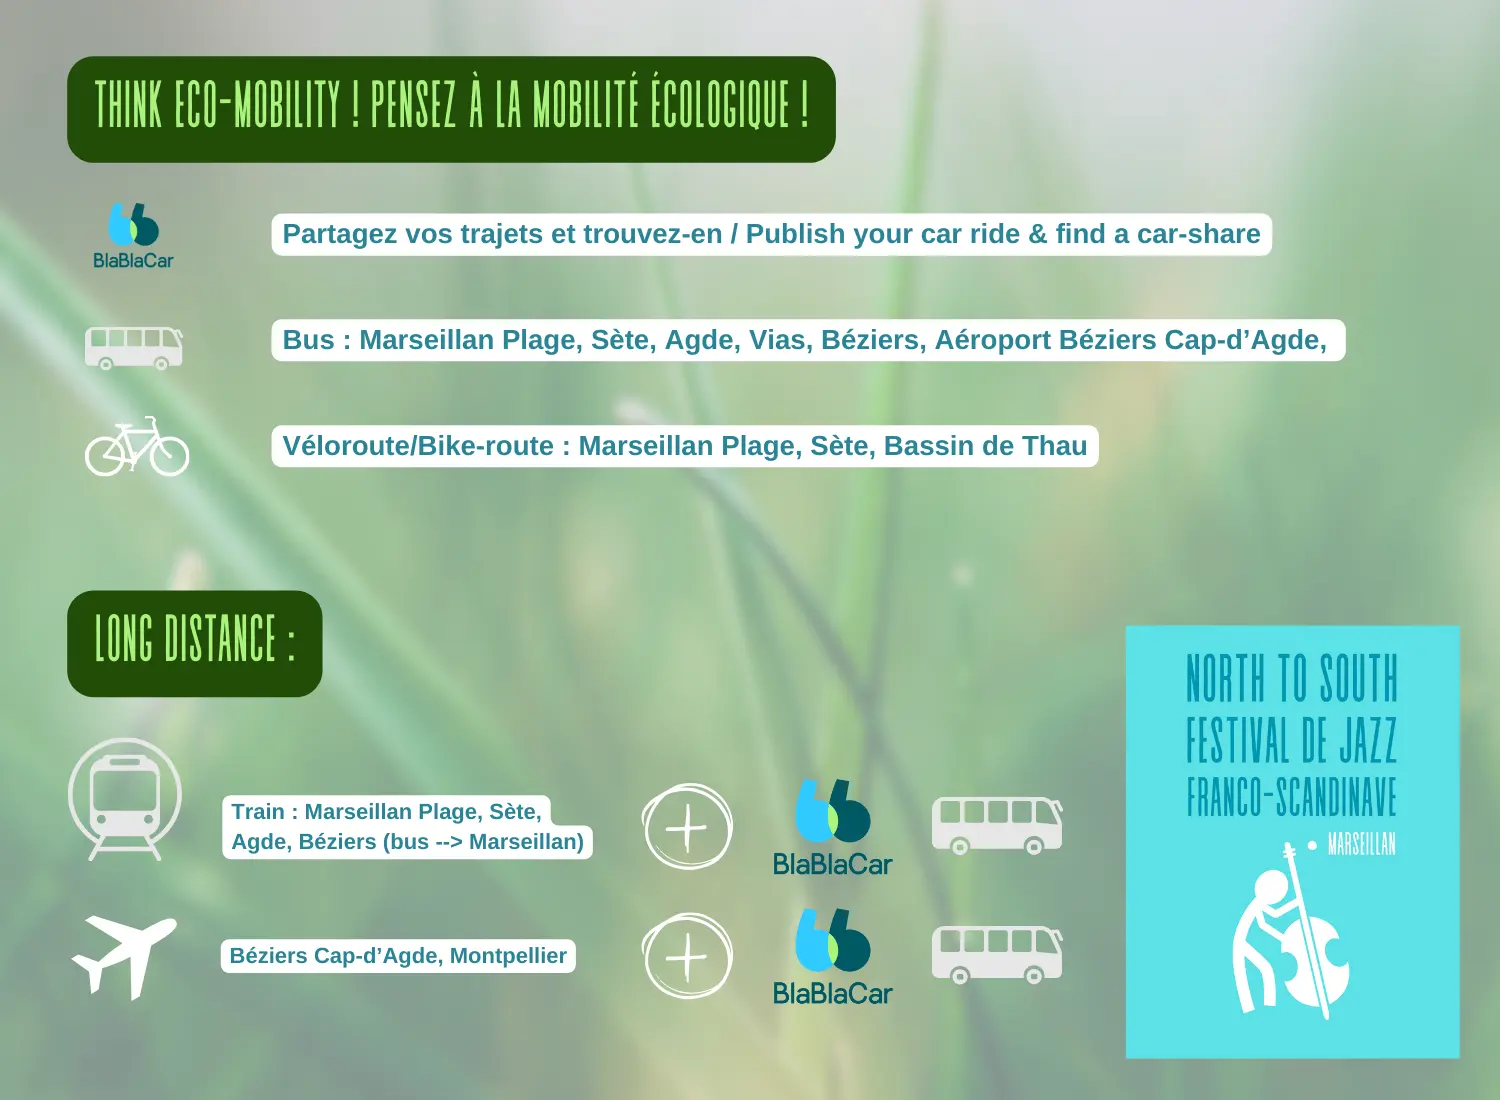 THINK ECO-MOBILITY ! PENSEZ À LA MOBILITÉ ÉCOLOGIQUE !
BlaBlaCar
Partagez vos trajets et trouvez-en / Publish your car ride & find a car-share
Bus : Marseillan Plage, Sète, Agde, Vias, Béziers, Aéroport Béziers Cap-d’Agde,
Véloroute/Bike-route : Marseillan Plage, Sète, Bassin de Thau
LONG DISTANCE :
Train : Marseillan Plage, Sète,
Agde, Béziers (bus --> Marseillan)
BlaBlaCar
Béziers Cap-d’Agde, Montpellier
BlaBlaCar
NORTH TO SOUTH
FESTIVAL DE JAZZ
FRANCO-SCANDINAVE
• MARSEILLAN